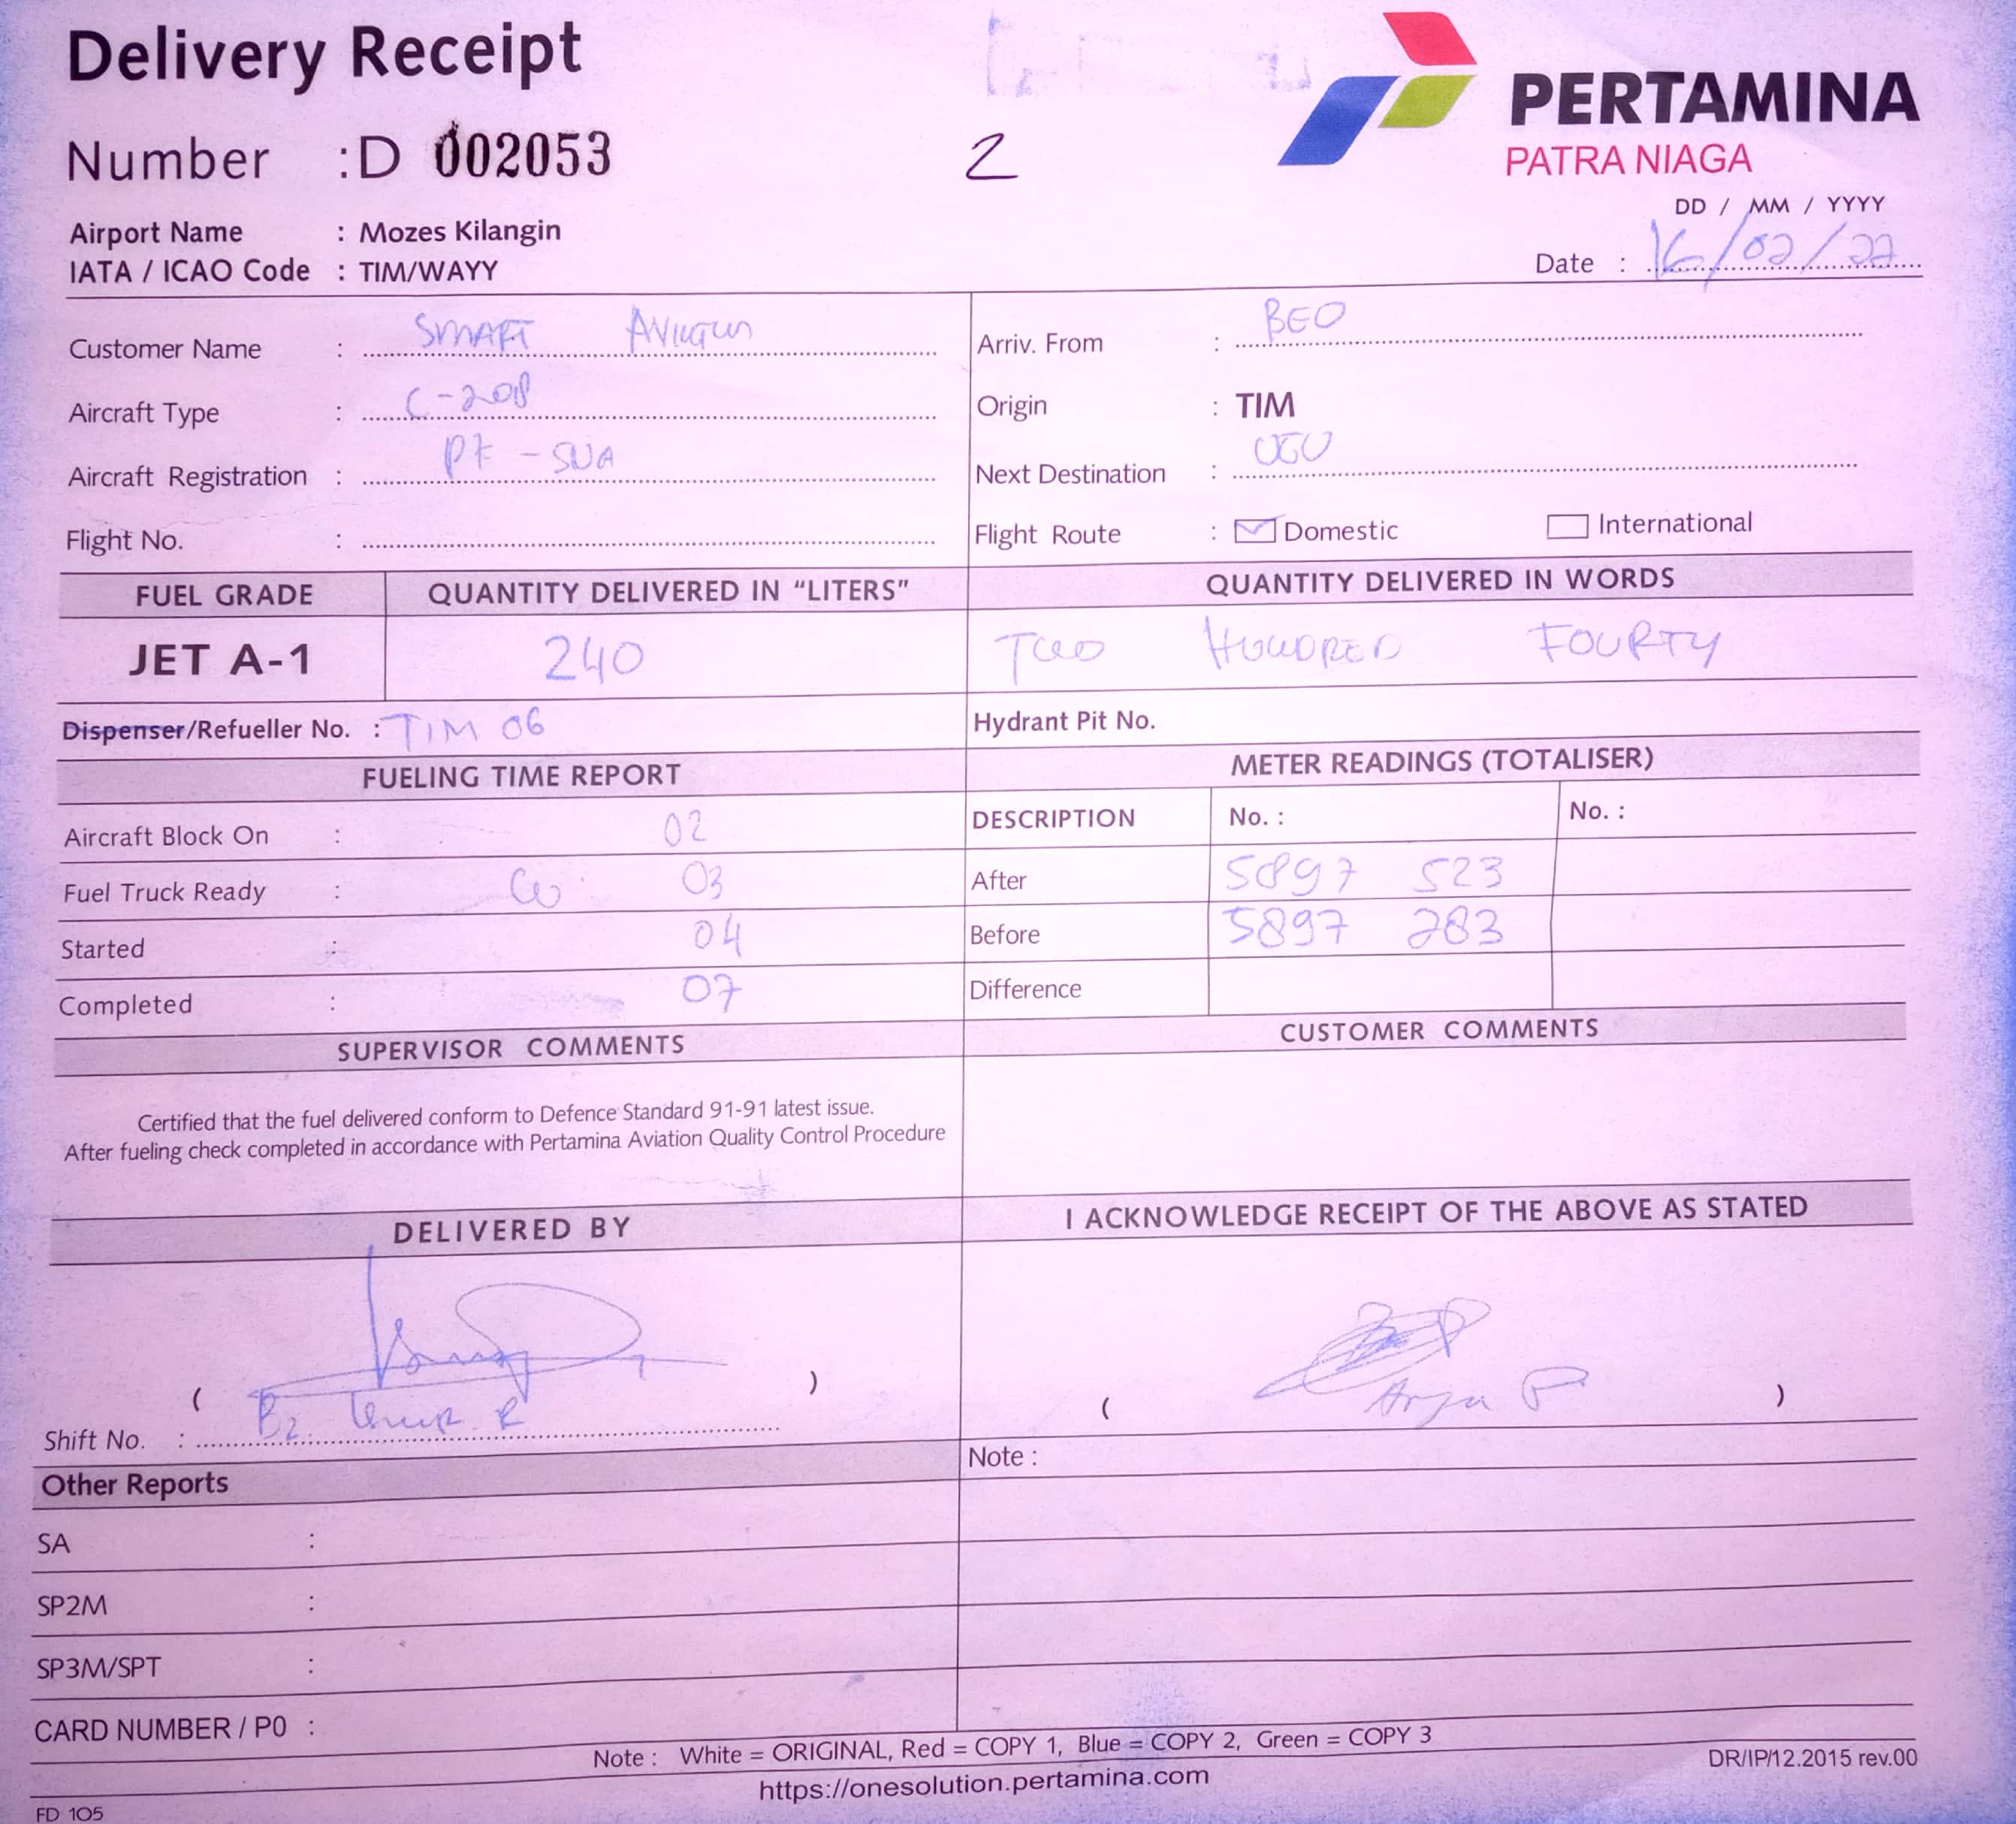 Delivery Receipt
PERTAMINA
PATRA NIAGA
Number : D 002053
2
DD / MM / YYYY
Airport Name : Mozes Kilangin
Date : 16/02/22
IATA / ICAO Code : TIM/WAYY
Customer Name : SMART
Arriv. From : BEO
Aircraft Type : C-208
Origin : TIM
Aircraft Registration : PK - SNA
Next Destination :
Flight No. :
Flight Route : Domestic International
FUEL GRADE QUANTITY DELIVERED IN “LITERS” QUANTITY DELIVERED IN WORDS
JET A-1 240 TWO HUNDRED FOURTY
Dispenser/Refueller No. : TIM 06
Hydrant Pit No.
FUELING TIME REPORT
METER READINGS (TOTALISER)
Aircraft Block On : 02
DESCRIPTION No. : No. :
Fuel Truck Ready : 03
After 5897 523
Started : 04
Before 5897 283
Completed : 07
Difference
SUPERVISOR COMMENTS
CUSTOMER COMMENTS
Certified that the fuel delivered conform to Defence Standard 91-91 latest issue.
After fueling check completed in accordance with Pertamina Aviation Quality Control Procedure
DELIVERED BY
I ACKNOWLEDGE RECEIPT OF THE ABOVE AS STATED
( )
( Arya P )
Shift No. : B2
Note :
Other Reports
SA :
SP2M :
SP3M/SPT :
CARD NUMBER / P0 :
Note : White = ORIGINAL, Red = COPY 1, Blue = COPY 2, Green = COPY 3
DR/IP/12.2015 rev.00
https://onesolution.pertamina.com
FD 105